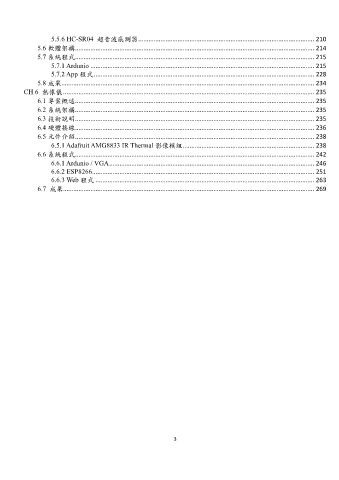 5.5.6 HC-SR04 超音波感測器 210
5.6 軟體架構 214
5.7 系統程式 215
5.7.1 Arduino 215
5.7.2 App 程式 228
5.8 成果 234
CH 6 熱像儀 235
6.1 專案概述 235
6.2 系統架構 235
6.3 技術說明 235
6.4 硬體接線 236
6.5 元件介紹 238
6.5.1 Adafruit AMG8833 IR Thermal 影像模組 238
6.6 系統程式 242
6.6.1 Arduino / VGA 246
6.6.2 ESP8266 251
6.6.3 Web 程式 263
6.7 成果 269
3